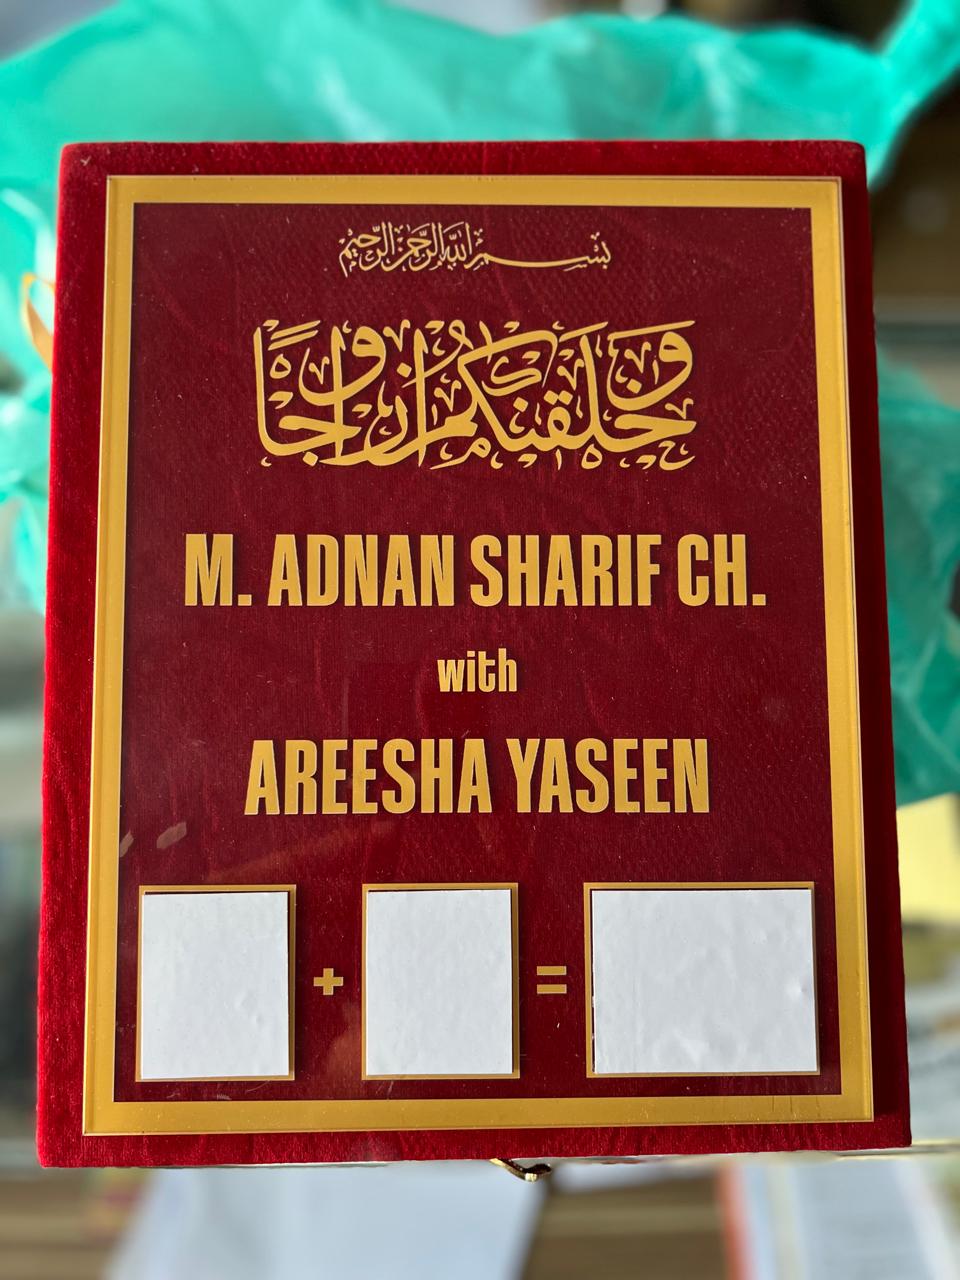 بسم الله الرحمن الرحيم
وخلقنكم ازواجا
M. ADNAN SHARIF CH.
with
AREESHA YASEEN
+ =